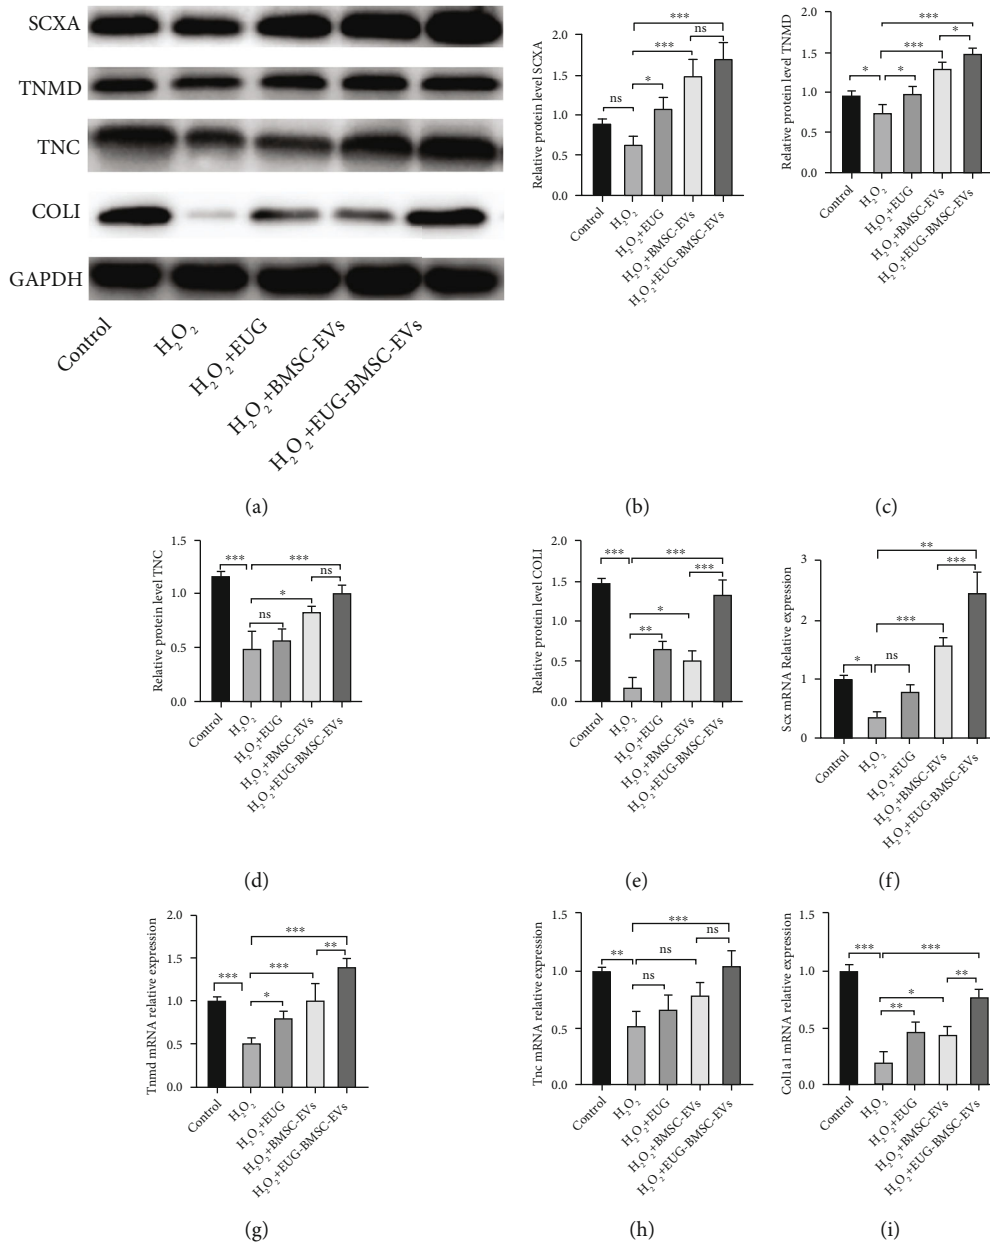 SCXA
TNMD
TNC
COLI
GAPDH
Control
H₂O₂
H₂O₂+EUG
H₂O₂+BMSC-EVs
H₂O₂+EUG-BMSC-EVs
(a)
Relative protein level SCXA
2.0
1.5
1.0
0.5
0.0
ns
*
***
ns
***
Control
H₂O₂
H₂O₂+EUG
H₂O₂+BMSC-EVs
H₂O₂+EUG-BMSC-EVs
(b)
Relative protein level TNMD
2.0
1.5
1.0
0.5
0.0
*
*
***
*
***
Control
H₂O₂
H₂O₂+EUG
H₂O₂+BMSC-EVs
H₂O₂+EUG-BMSC-EVs
(c)
Relative protein level TNC
1.5
1.0
0.5
0.0
***
***
ns
*
ns
Control
H₂O₂
H₂O₂+EUG
H₂O₂+BMSC-EVs
H₂O₂+EUG-BMSC-EVs
(d)
Relative protein level COLI
2.0
1.5
1.0
0.5
0.0
***
***
***
*
**
Control
H₂O₂
H₂O₂+EUG
H₂O₂+BMSC-EVs
H₂O₂+EUG-BMSC-EVs
(e)
Scx mRNA Relative expression
3
2
1
0
**
***
***
*
ns
Control
H₂O₂
H₂O₂+EUG
H₂O₂+BMSC-EVs
H₂O₂+EUG-BMSC-EVs
(f)
Tnmd mRNA relative expression
2.0
1.5
1.0
0.5
0.0
***
**
***
***
*
Control
H₂O₂
H₂O₂+EUG
H₂O₂+BMSC-EVs
H₂O₂+EUG-BMSC-EVs
(g)
Tnc mRNA relative expression
1.5
1.0
0.5
0.0
***
ns
**
ns
ns
Control
H₂O₂
H₂O₂+EUG
H₂O₂+BMSC-EVs
H₂O₂+EUG-BMSC-EVs
(h)
Col1a1 mRNA relative expression
1.5
1.0
0.5
0.0
***
***
**
*
**
Control
H₂O₂
H₂O₂+EUG
H₂O₂+BMSC-EVs
H₂O₂+EUG-BMSC-EVs
(i)